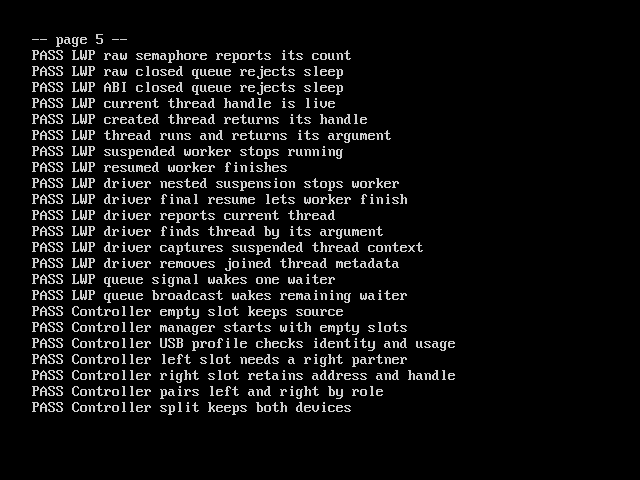 -- page 5 --
PASS LWP raw semaphore reports its count
PASS LWP raw closed queue rejects sleep
PASS LWP ABI closed queue rejects sleep
PASS LWP current thread handle is live
PASS LWP created thread returns its handle
PASS LWP thread runs and returns its argument
PASS LWP suspended worker stops running
PASS LWP resumed worker finishes
PASS LWP driver nested suspension stops worker
PASS LWP driver final resume lets worker finish
PASS LWP driver reports current thread
PASS LWP driver finds thread by its argument
PASS LWP driver captures suspended thread context
PASS LWP driver removes joined thread metadata
PASS LWP queue signal wakes one waiter
PASS LWP queue broadcast wakes remaining waiter
PASS Controller empty slot keeps source
PASS Controller manager starts with empty slots
PASS Controller USB profile checks identity and usage
PASS Controller left slot needs a right partner
PASS Controller right slot retains address and handle
PASS Controller pairs left and right by role
PASS Controller split keeps both devices